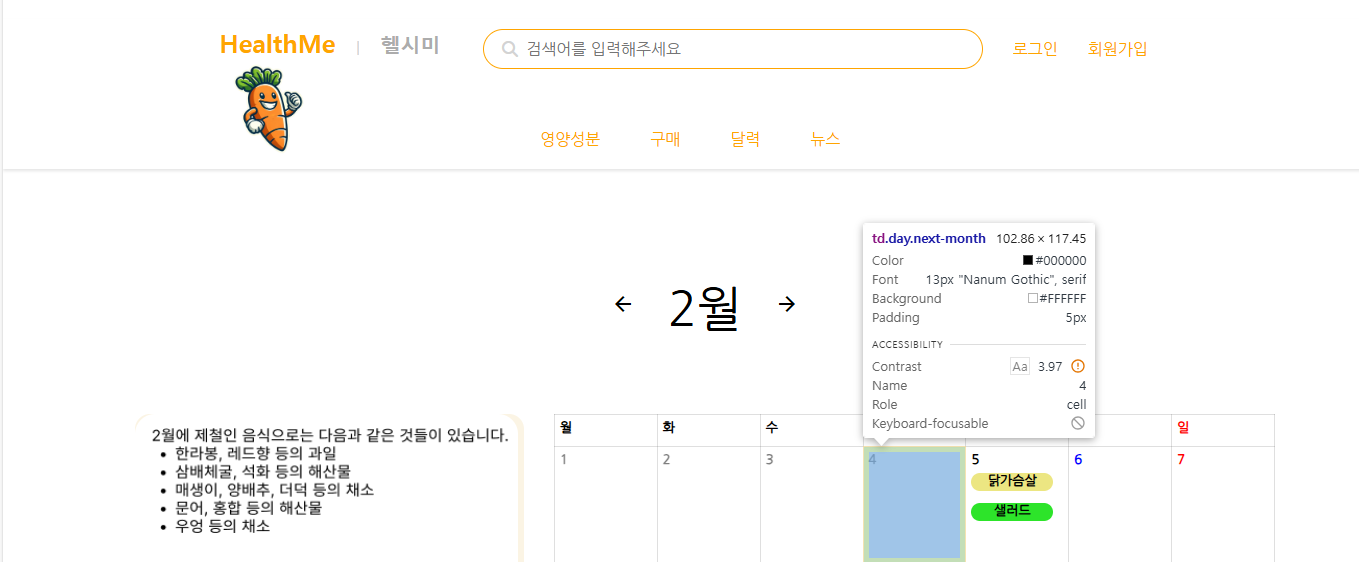 HealthMe | 헬시미
검색어를 입력해주세요
로그인 회원가입
영양성분 구매 달력 뉴스
td.day.next-month 102.86 × 117.45
Color #000000
Font 13px "Nanum Gothic", serif
Background #FFFFFF
Padding 5px
ACCESSIBILITY
Contrast Aa 3.97
Name 4
Role cell
Keyboard-focusable
← 2월 →
2월에 제철인 음식으로는 다음과 같은 것들이 있습니다.
• 한라봉, 레드향 등의 과일
• 삼배체굴, 석화 등의 해산물
• 매생이, 양배추, 더덕 등의 채소
• 문어, 홍합 등의 해산물
• 우엉 등의 채소
월 화 수 일
1 2 3 4 5 6 7
닭가슴살
샐러드